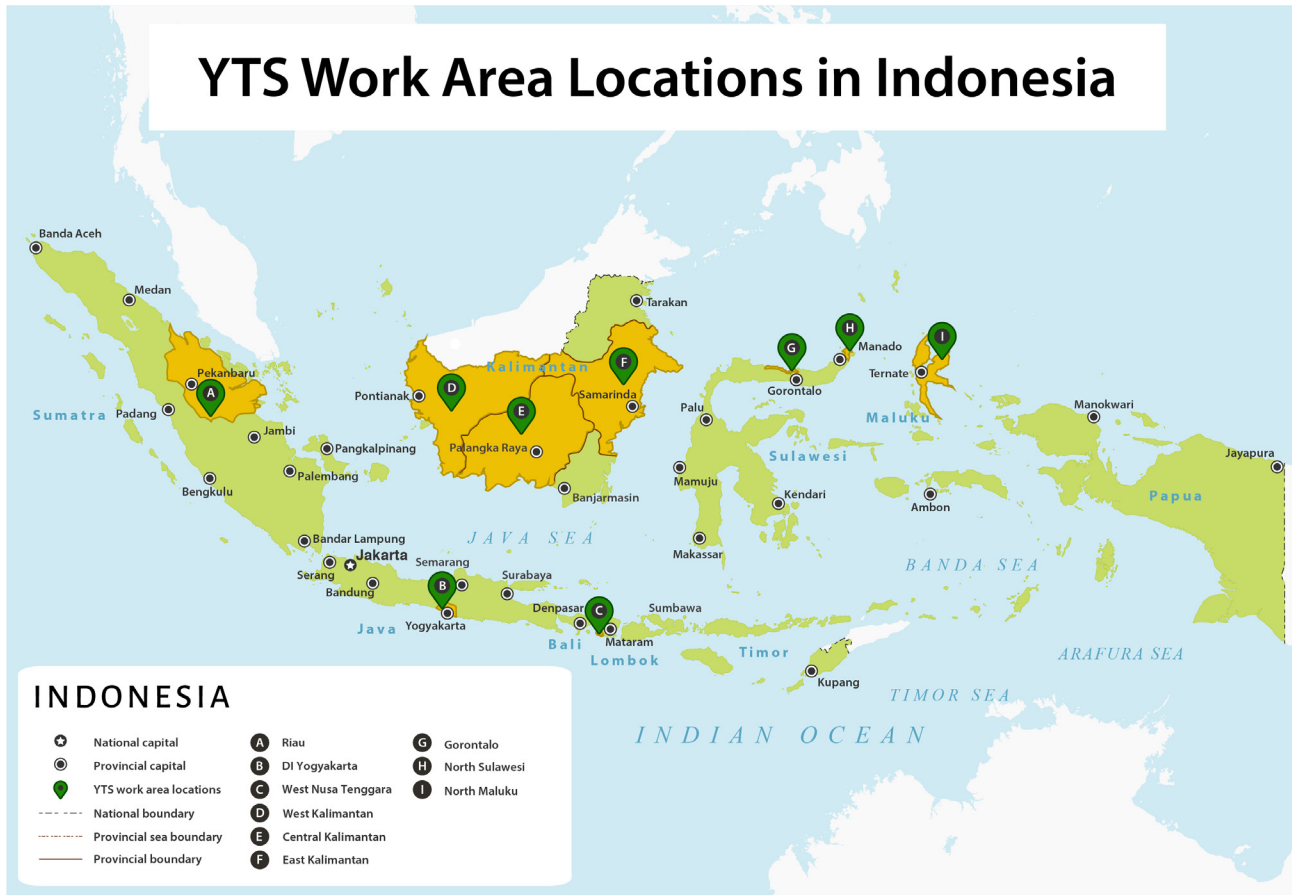 YTS Work Area Locations in Indonesia
Banda Aceh
Medan
Tarakan
H
I
G
Manado
F
Kalimantan
Pekanbaru
Ternate
D
A
Gorontalo
Pontianak
Samarinda
Manokwari
Sumatra
Padang
E
Palu
Maluku
Jambi
Pangkalpinang
Palangka Raya
Sulawesi
Jayapura
Palembang
Mamuju
Bengkulu
Banjarmasin
Kendari
Papua
Ambon
JAVA SEA
Bandar Lampung
Makassar
Jakarta
Semarang
BANDA SEA
Serang
Surabaya
Bandung
B
Denpasar
C
Sumbawa
Java
Yogyakarta
Bali
Mataram
Timor
Lombok
ARAFURA SEA
Kupang
TIMOR SEA
INDIAN OCEAN
INDONESIA
National capital
Provincial capital
YTS work area locations
National boundary
Provincial sea boundary
Provincial boundary
A Riau
B DI Yogyakarta
C West Nusa Tenggara
D West Kalimantan
E Central Kalimantan
F East Kalimantan
G Gorontalo
H North Sulawesi
I North Maluku